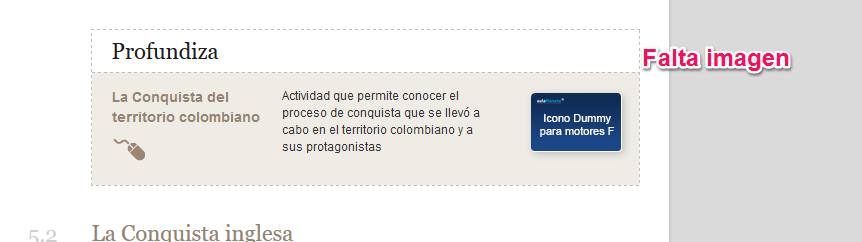 Profundiza
Falta imagen
La Conquista del
territorio colombiano
Actividad que permite conocer el
proceso de conquista que se llevó a
cabo en el territorio colombiano y a
sus protagonistas
aulaPlaneta
Icono Dummy
para motores F
5.2 La Conquista inglesa